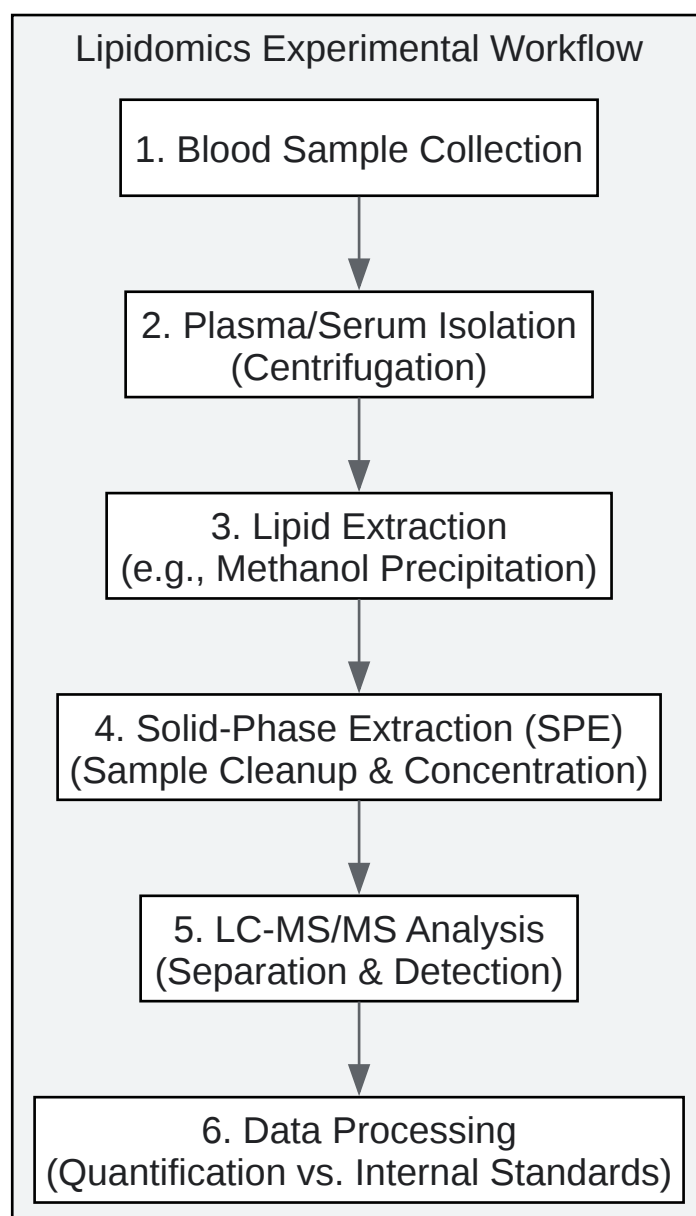 Lipidomics Experimental Workflow
1. Blood Sample Collection
2. Plasma/Serum Isolation
(Centrifugation)
3. Lipid Extraction
(e.g., Methanol Precipitation)
4. Solid-Phase Extraction (SPE)
(Sample Cleanup & Concentration)
5. LC-MS/MS Analysis
(Separation & Detection)
6. Data Processing
(Quantification vs. Internal Standards)